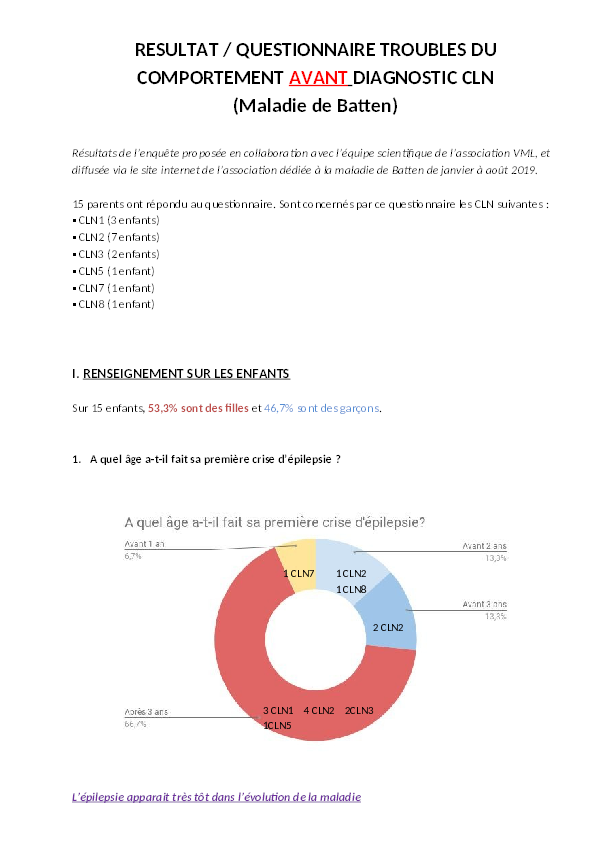 RESULTAT / QUESTIONNAIRE TROUBLES DU
COMPORTEMENT AVANT DIAGNOSTIC CLN
(Maladie de Batten)
Résultats de l'enquête proposée en collaboration avec l'équipe scientifique de l'association VML, et
diffusée via le site internet de l'association dédiée à la maladie de Batten de janvier à août 2019.
15 parents ont répondu au questionnaire. Sont concernés par ce questionnaire les CLN suivantes :
▪ CLN1 (3 enfants)
▪ CLN2 (7 enfants)
▪ CLN3 (2 enfants)
▪ CLN5 (1 enfant)
▪ CLN7 (1 enfant)
▪ CLN8 (1 enfant)
I. RENSEIGNEMENT SUR LES ENFANTS
Sur 15 enfants, 53,3% sont des filles et 46,7% sont des garçons.
1. A quel âge a-t-il fait sa première crise d'épilepsie ?
A quel âge a-t-il fait sa première crise d'épilepsie?
Avant 1 an
6,7%
Avant 2 ans
13,3%
1 CLN7
1 CLN2
1 CLN8
Avant 3 ans
13,3%
2 CLN2
Après 3 ans
66,7%
3 CLN1 4 CLN2 2CLN3
1CLN5
L'épilepsie apparait très tôt dans l'évolution de la maladie